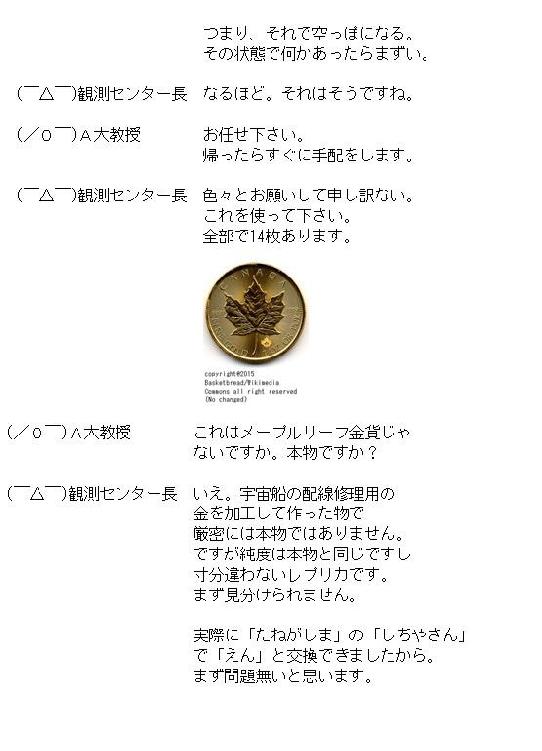 つまり、それで空っぽになる。
その状態で何かあったらまずい。
(￣△￣)観測センター長 なるほど。それはそうですね。
(／０￣)Ａ大教授 お任せ下さい。
帰ったらすぐに手配をします。
(￣△￣)観測センター長 色々とお願いして申し訳ない。
これを使って下さい。
全部で14枚あります。
CANADA
copyright@2015
Basketbread/Wikimecia
Commons all right reserved
(No changed)
(／０￣)Ａ大教授 これはメープルリーフ金貨じゃ
ないですか。本物ですか？
(￣△￣)観測センター長 いえ。宇宙船の配線修理用の
金を加工して作った物で
厳密には本物ではありません。
ですが純度は本物と同じですし
寸分違わないレプリカです。
まず見分けられません。
実際に「たねがしま」の「しちやさん」
で「えん」と交換できましたから。
まず問題無いと思います。